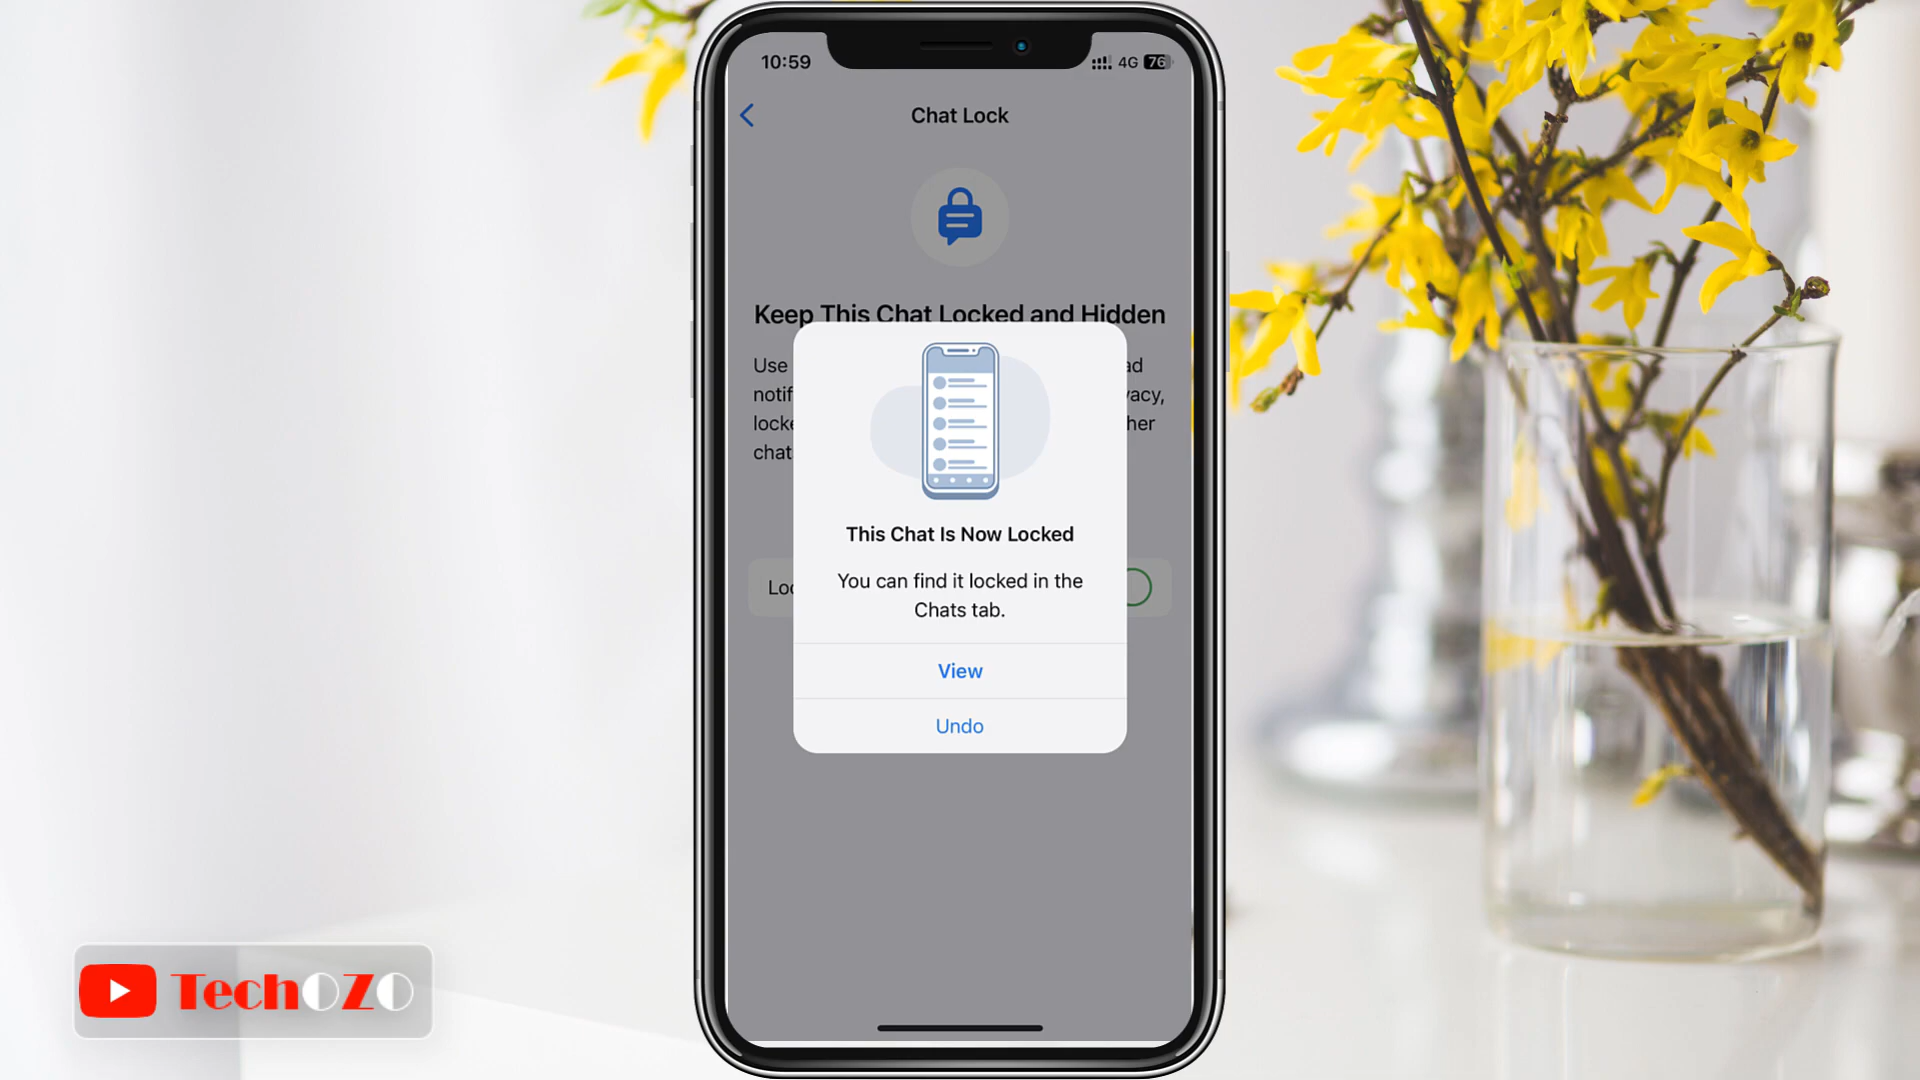 10:59
4G 76
Chat Lock
Keep This Chat Locked and Hidden
Use
notif
locke
chat
ad
vacy,
her
This Chat Is Now Locked
You can find it locked in the
Chats tab.
Loc
View
Undo
TechOZO